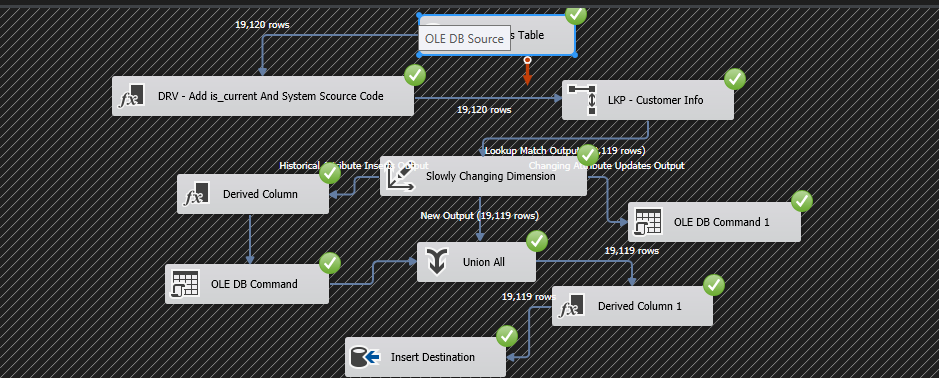 19,120 rows
s Table
OLE DB Source
DRV - Add is_current And System Scource Code
19,120 rows
LKP - Customer Info
Lookup Match Output (19,119 rows)
Historical Attribute Inserts Output
Changing Attribute Updates Output
Slowly Changing Dimension
Derived Column
New Output (19,119 rows)
OLE DB Command 1
19,119 rows
Union All
OLE DB Command
19,119 rows
Derived Column 1
Insert Destination